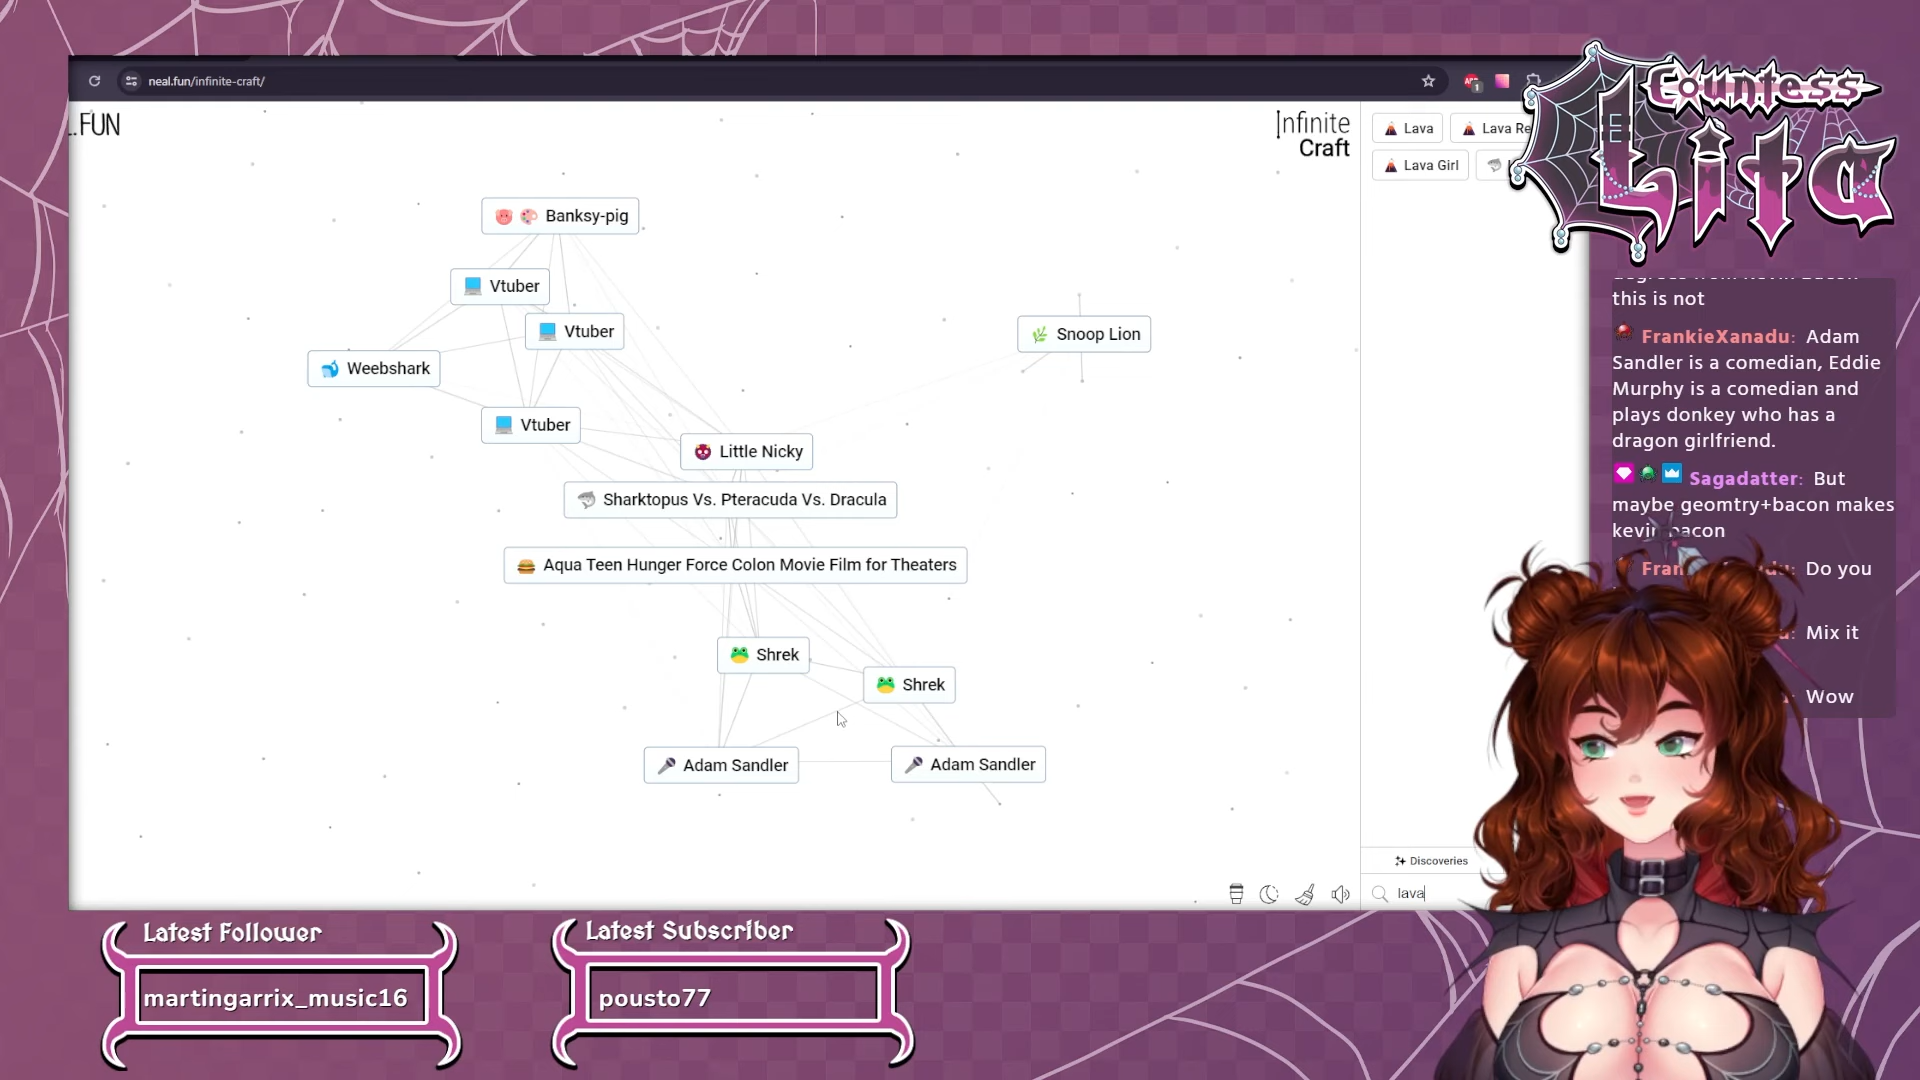 neal.fun/infinite-craft/
.FUN
Infinite
Craft
Lava
Lava Re
Lava Girl
Countess
Lita
Banksy-pig
Vtuber
Vtuber
Weebshark
Vtuber
Snoop Lion
Little Nicky
Sharktopus Vs. Pteracuda Vs. Dracula
Aqua Teen Hunger Force Colon Movie Film for Theaters
Shrek
Shrek
Adam Sandler
Adam Sandler
Discoveries
lava
this is not
FrankieXanadu: Adam
Sandler is a comedian, Eddie
Murphy is a comedian and
plays donkey who has a
dragon girlfriend.
Sagadatter: But
maybe geomtry+bacon makes
kevin bacon
Do you
Mix it
Wow
Latest Follower
martingarrix_music16
Latest Subscriber
pousto77